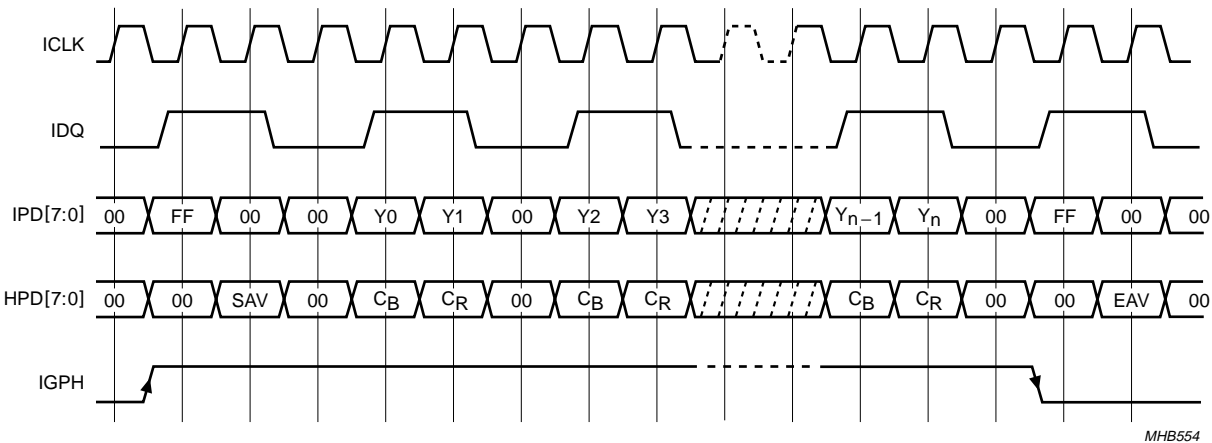 ICLK
IDQ
IPD[7:0] 00 FF 00 00 Y0 Y1 00 Y2 Y3 Yn−1 Yn 00 FF 00 00
HPD[7:0] 00 00 SAV 00 CB CR 00 CB CR CB CR 00 00 EAV 00
IGPH
MHB554